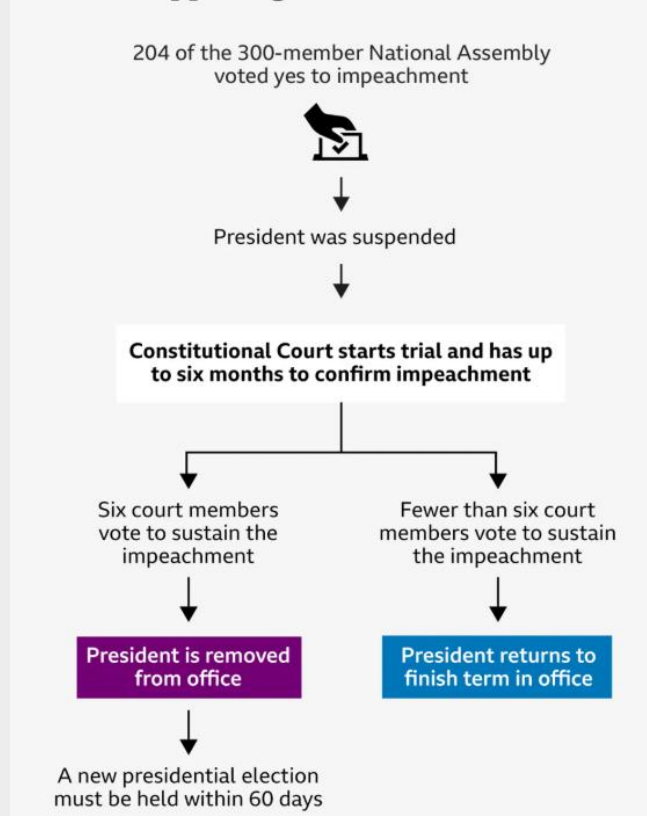 204 of the 300-member National Assembly
voted yes to impeachment
President was suspended
Constitutional Court starts trial and has up
to six months to confirm impeachment
Six court members
vote to sustain the
impeachment
Fewer than six court
members vote to sustain
the impeachment
President is removed
from office
President returns to
finish term in office
A new presidential election
must be held within 60 days